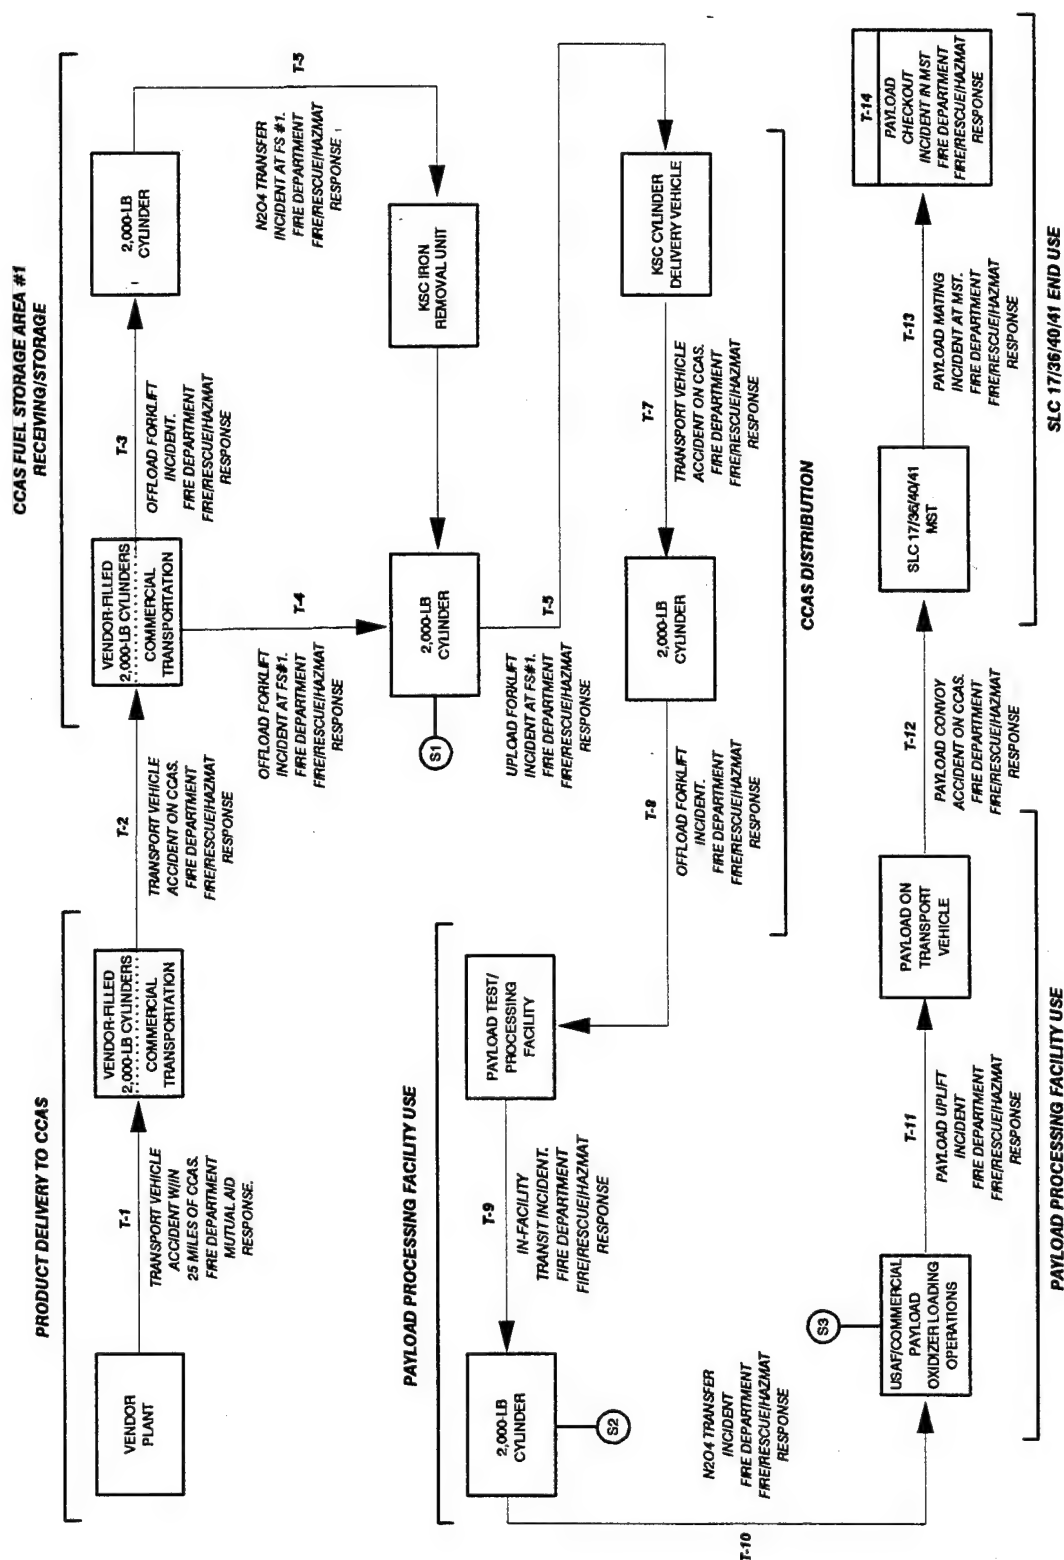 PRODUCT DELIVERY TO CCAS
VENDOR
PLANT
T-1
TRANSPORT VEHICLE
ACCIDENT W/IN
25 MILES OF CCAS.
FIRE DEPARTMENT
MUTUAL AID
RESPONSE.
VENDOR-FILLED
2,000-LB CYLINDERS
COMMERCIAL
TRANSPORTATION
T-2
TRANSPORT VEHICLE
ACCIDENT ON CCAS.
FIRE DEPARTMENT
FIRE/RESCUE/HAZMAT
RESPONSE
CCAS FUEL STORAGE AREA #1
RECEIVING/STORAGE
VENDOR-FILLED
2,000-LB CYLINDERS
COMMERCIAL
TRANSPORTATION
T-3
OFFLOAD FORKLIFT
INCIDENT.
FIRE DEPARTMENT
FIRE/RESCUE/HAZMAT
RESPONSE
2,000-LB
CYLINDER
T-5
N2O4 TRANSFER
INCIDENT AT FS #1.
FIRE DEPARTMENT
FIRE/RESCUE/HAZMAT
RESPONSE
KSC IRON
REMOVAL UNIT
T-4
OFFLOAD FORKLIFT
INCIDENT AT FS#1.
FIRE DEPARTMENT
FIRE/RESCUE/HAZMAT
RESPONSE
2,000-LB
CYLINDER
S1
T-5
UPLOAD FORKLIFT
INCIDENT AT FS#1.
FIRE DEPARTMENT
FIRE/RESCUE/HAZMAT
RESPONSE
KSC CYLINDER
DELIVERY VEHICLE
T-7
TRANSPORT VEHICLE
ACCIDENT ON CCAS.
FIRE DEPARTMENT
FIRE/RESCUE/HAZMAT
RESPONSE
2,000-LB
CYLINDER
T-8
OFFLOAD FORKLIFT
INCIDENT.
FIRE DEPARTMENT
FIRE/RESCUE/HAZMAT
RESPONSE
CCAS DISTRIBUTION
PAYLOAD PROCESSING FACILITY USE
PAYLOAD TEST/
PROCESSING
FACILITY
T-9
IN-FACILITY
TRANSIT INCIDENT.
FIRE DEPARTMENT
FIRE/RESCUE/HAZMAT
RESPONSE
2,000-LB
CYLINDER
S2
T-10
N2O4 TRANSFER
INCIDENT
FIRE DEPARTMENT
FIRE/RESCUE/HAZMAT
RESPONSE
S3
USAF/COMMERCIAL
PAYLOAD
OXIDIZER LOADING
OPERATIONS
T-11
PAYLOAD UPLIFT
INCIDENT
FIRE DEPARTMENT
FIRE/RESCUE/HAZMAT
RESPONSE
PAYLOAD ON
TRANSPORT
VEHICLE
PAYLOAD PROCESSING FACILITY USE
T-12
PAYLOAD CONVOY
ACCIDENT ON CCAS.
FIRE DEPARTMENT
FIRE/RESCUE/HAZMAT
RESPONSE
SLC 17/36/40/41
MST
T-13
PAYLOAD MATING
INCIDENT AT MST.
FIRE DEPARTMENT
FIRE/RESCUE/HAZMAT
RESPONSE
T-14
PAYLOAD
CHECKOUT
INCIDENT IN MST
FIRE DEPARTMENT
FIRE/RESCUE/HAZMAT
RESPONSE
SLC 17/36/40/41 END USE